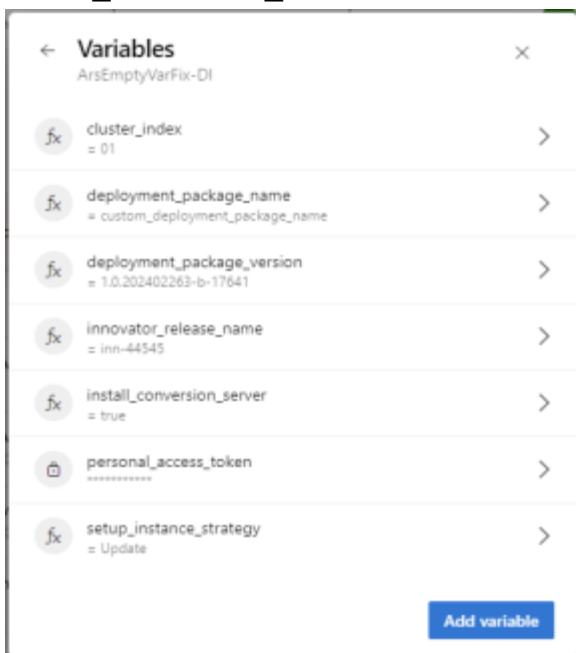 Variables
ArsEmptyVarFix-DI
cluster_index
= 01
deployment_package_name
= custom_deployment_package_name
deployment_package_version
= 1.0.202402263-b-17641
innovator_release_name
= inn-44545
install_conversion_server
= true
personal_access_token
***********
setup_instance_strategy
= Update
Add variable